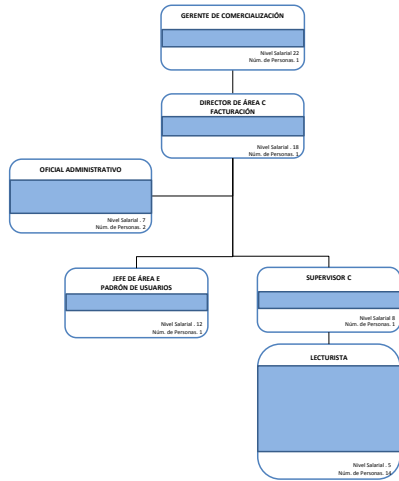 GERENTE DE COMERCIALIZACIÓN
Nivel Salarial 22
Núm. de Personas. 1
DIRECTOR DE ÁREA C
FACTURACIÓN
Nivel Salarial . 18
Núm. de Personas. 1
OFICIAL ADMINISTRATIVO
Nivel Salarial . 7
Núm. de Personas. 2
JEFE DE ÁREA E
PADRÓN DE USUARIOS
Nivel Salarial . 12
Núm. de Personas. 1
SUPERVISOR C
Nivel Salarial 8
Núm. de Personas. 1
LECTURISTA
Nivel Salarial . 5
Núm. de Personas. 14